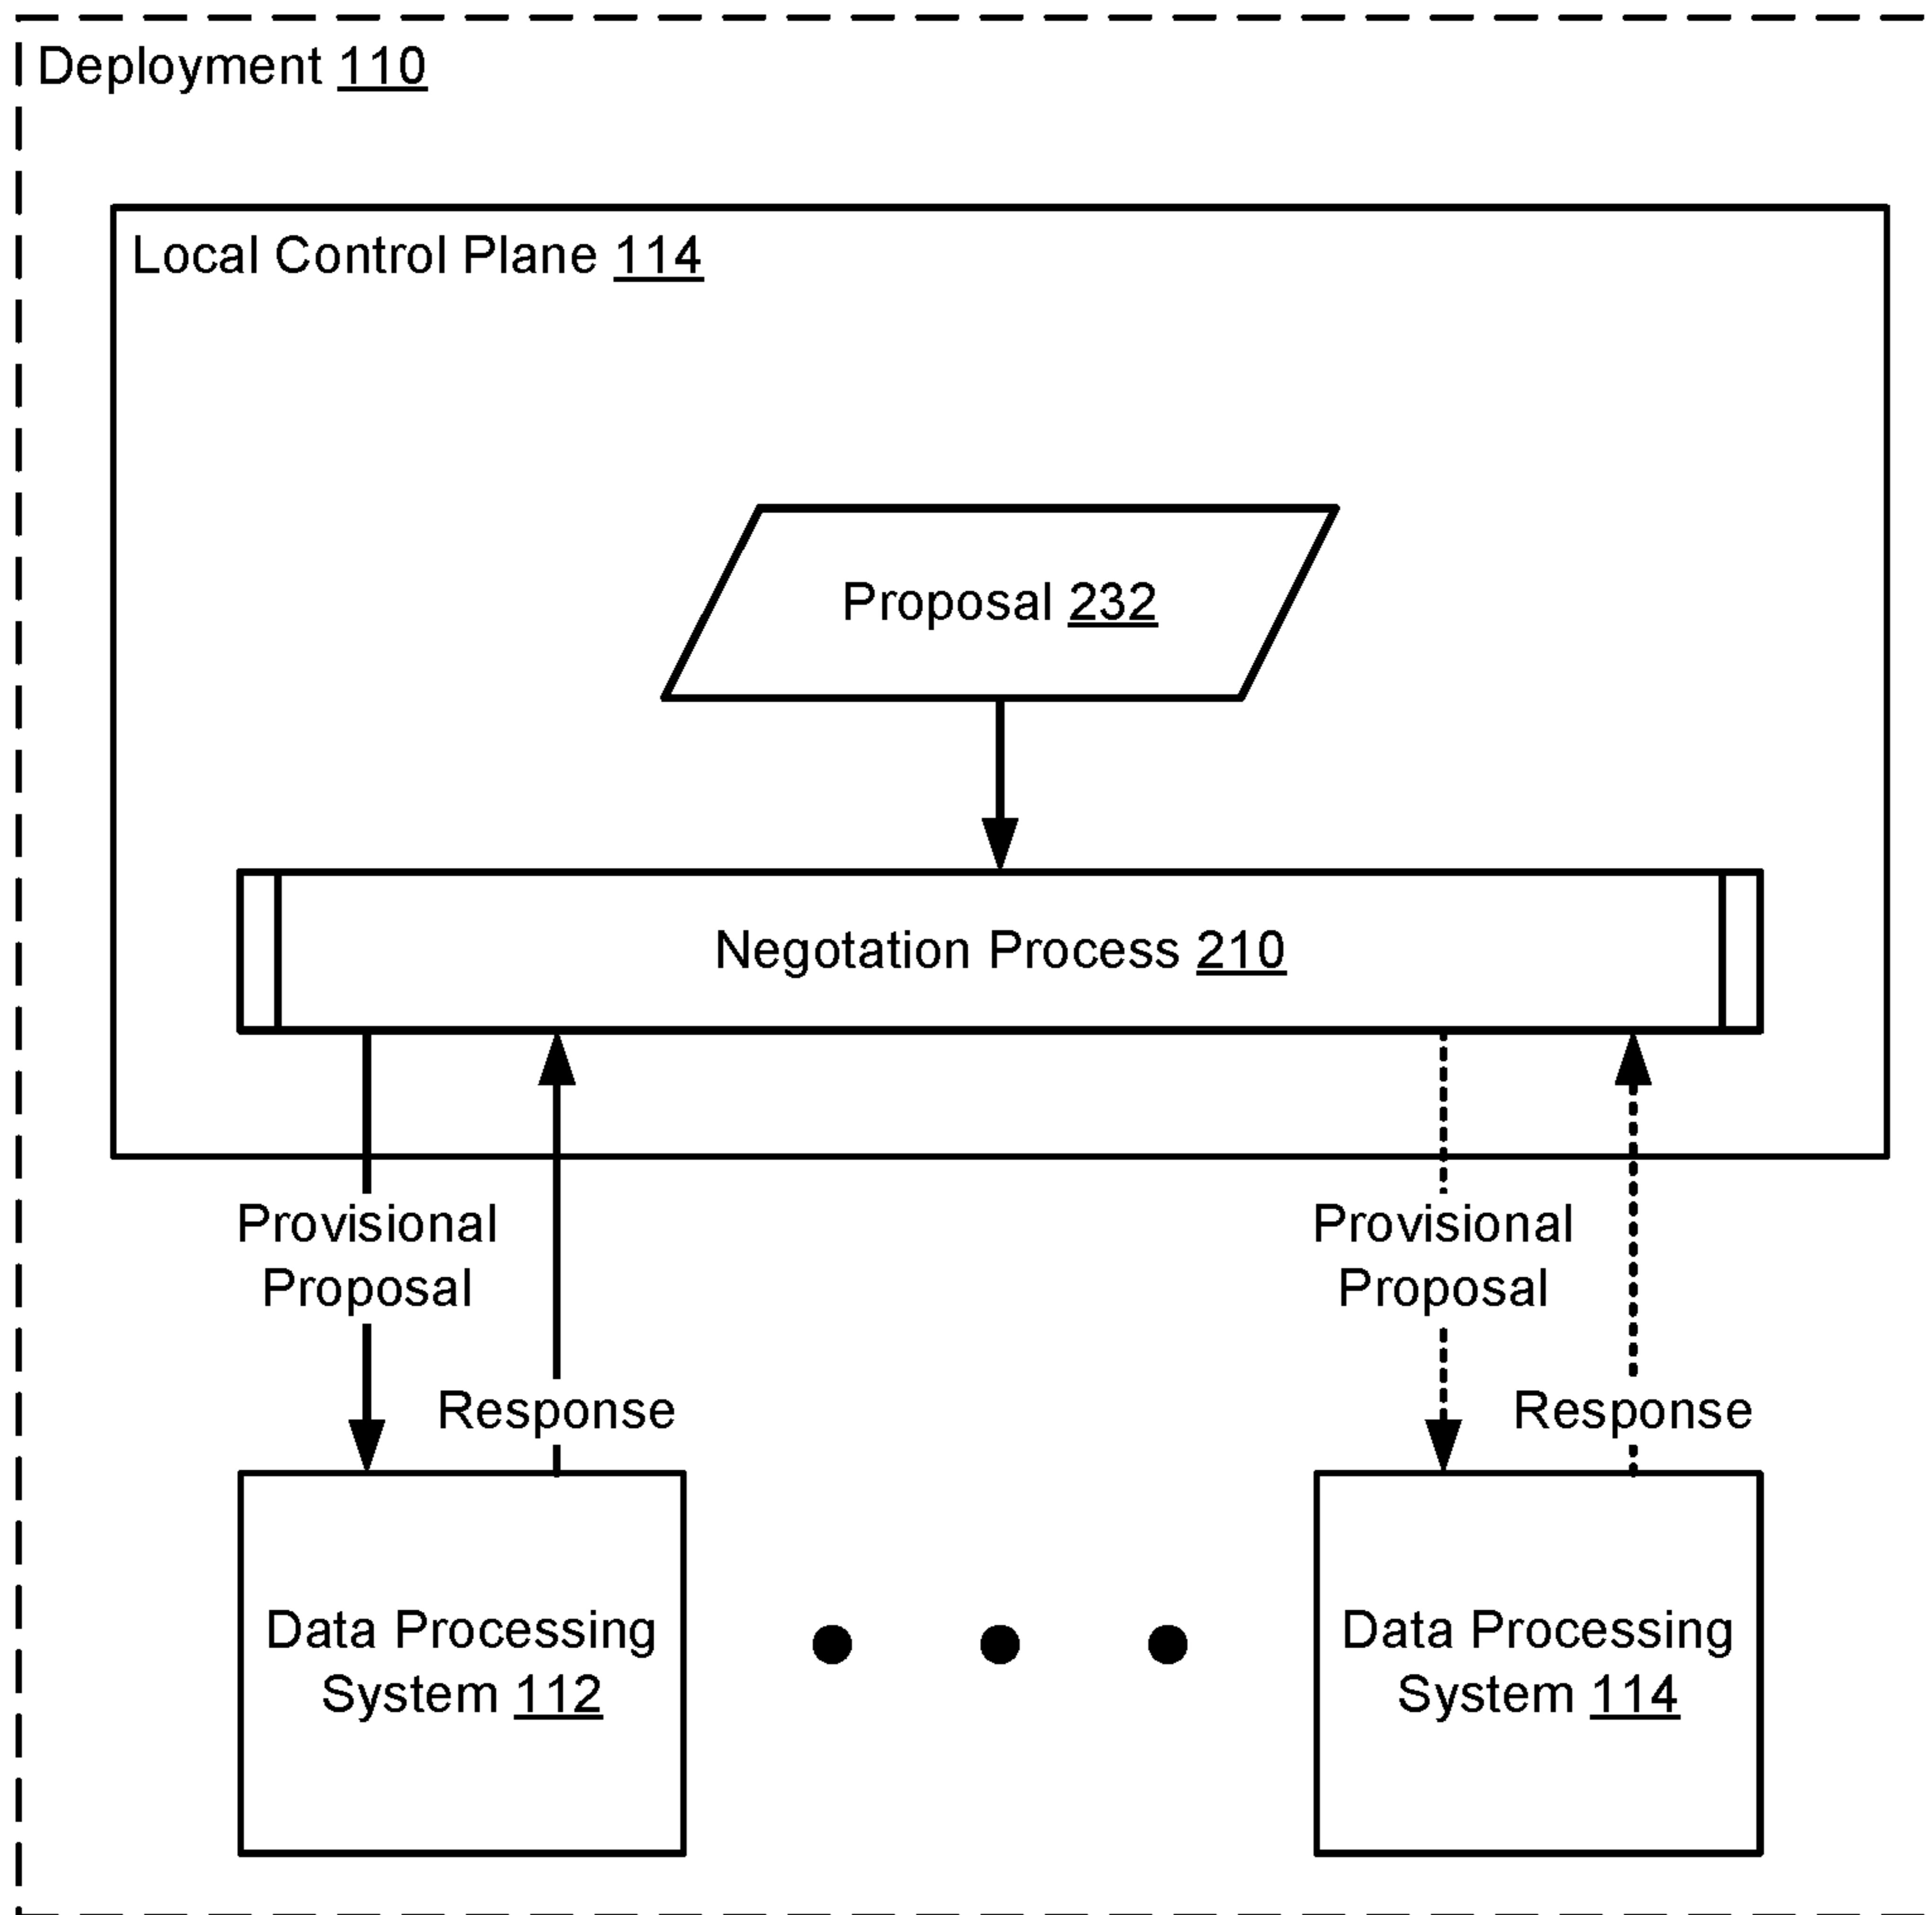 Deployment 110
Local Control Plane 114
Proposal 232
Negotation Process 210
Provisional
Proposal
Response
Provisional
Proposal
Response
Data Processing
System 112
Data Processing
System 114